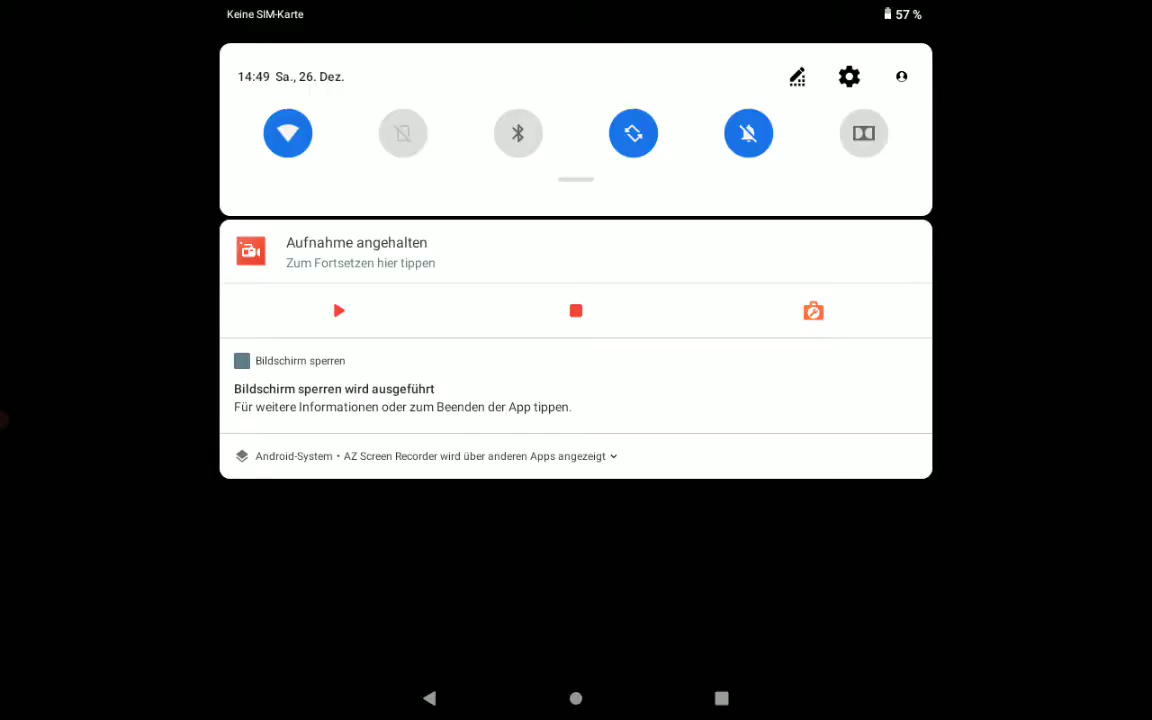 Keine SIM-Karte
57 %
14:49 Sa., 26. Dez.
Aufnahme angehalten
Zum Fortsetzen hier tippen
Bildschirm sperren
Bildschirm sperren wird ausgeführt
Für weitere Informationen oder zum Beenden der App tippen.
Android-System • AZ Screen Recorder wird über anderen Apps angezeigt